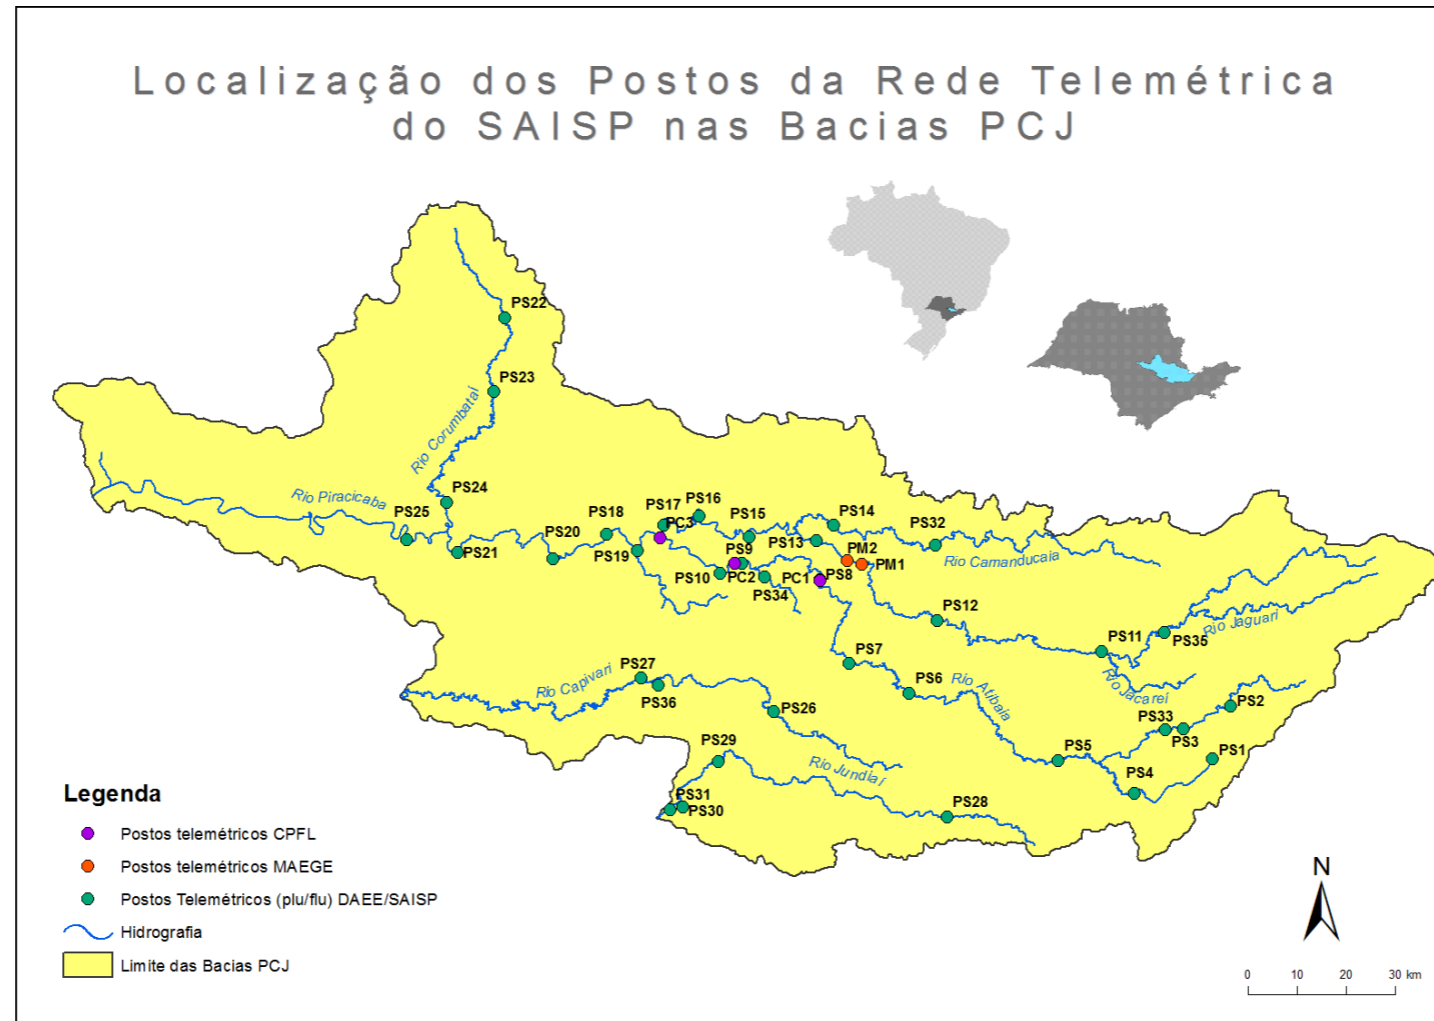 Localização dos Postos da Rede Telemétrica
do SAISP nas Bacias PCJ
PS22
PS23
Rio Corumbataí
PS24
Rio Piracicaba
PS25
PS21
PS20
PS18
PS19
PS17
PS16
PC3
PS15
PS14
PS13
PS32
PS9
PM2
PM1
Rio Camanducaia
PS10
PC2
PS34
PC1
PS8
PS12
PS11
PS35
Rio Jaguari
PS7
PS6
Rio Atibaia
Rio Jacareí
PS27
Rio Capivari
PS36
PS26
PS2
PS33
PS3
PS1
PS5
PS4
PS29
Rio Jundiaí
PS28
PS31
PS30
Legenda
Postos telemétricos CPFL
Postos telemétricos MAEGE
Postos Telemétricos (plu/flu) DAEE/SAISP
Hidrografia
Limite das Bacias PCJ
N
0 10 20 30 km